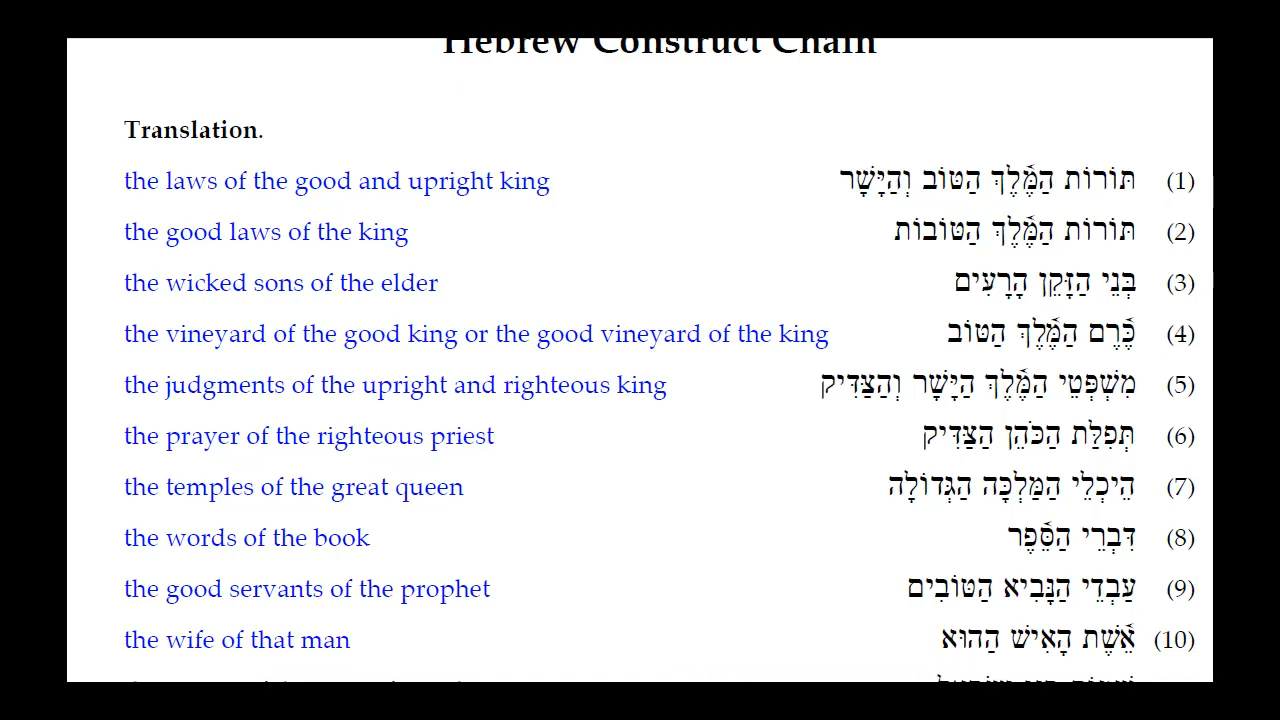 Hebrew Construct Chain
Translation.
the laws of the good and upright king תּוֹרוֹת הַמֶּ֫לֶךְ הַטּוֹב וְהַיָּשָׁר (1)
the good laws of the king תּוֹרוֹת הַמֶּ֫לֶךְ הַטּוֹבוֹת (2)
the wicked sons of the elder בְּנֵי הַזָּקֵן הָרָעִים (3)
the vineyard of the good king or the good vineyard of the king כֶּ֫רֶם הַמֶּ֫לֶךְ הַטּוֹב (4)
the judgments of the upright and righteous king מִשְׁפְּטֵי הַמֶּ֫לֶךְ הַיָּשָׁר וְהַצַּדִּיק (5)
the prayer of the righteous priest תְּפִלַּת הַכֹּהֵן הַצַּדִּיק (6)
the temples of the great queen הֵיכְלֵי הַמַּלְכָּה הַגְּדוֹלָה (7)
the words of the book דִּבְרֵי הַסֵּ֫פֶר (8)
the good servants of the prophet עַבְדֵי הַנָּבִיא הַטּוֹבִים (9)
the wife of that man אֵ֫שֶׁת הָאִישׁ הַהוּא (10)